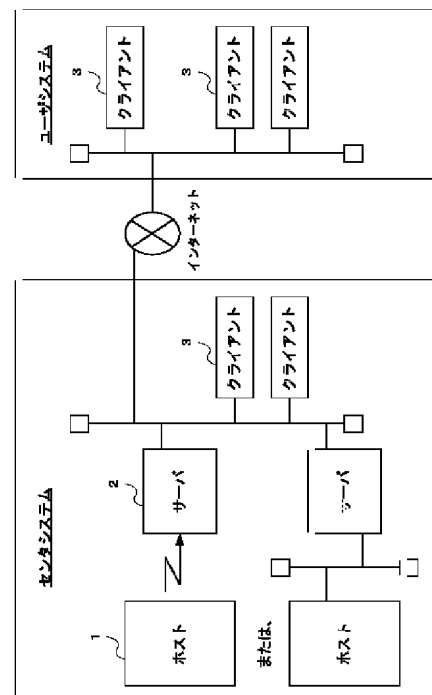 センタシステム
1
ホスト
2
サーバ
3
クライアント
クライアント
または、
ホスト
サーバ
インターネット
ユーザシステム
3
クライアント
3
クライアント
クライアント